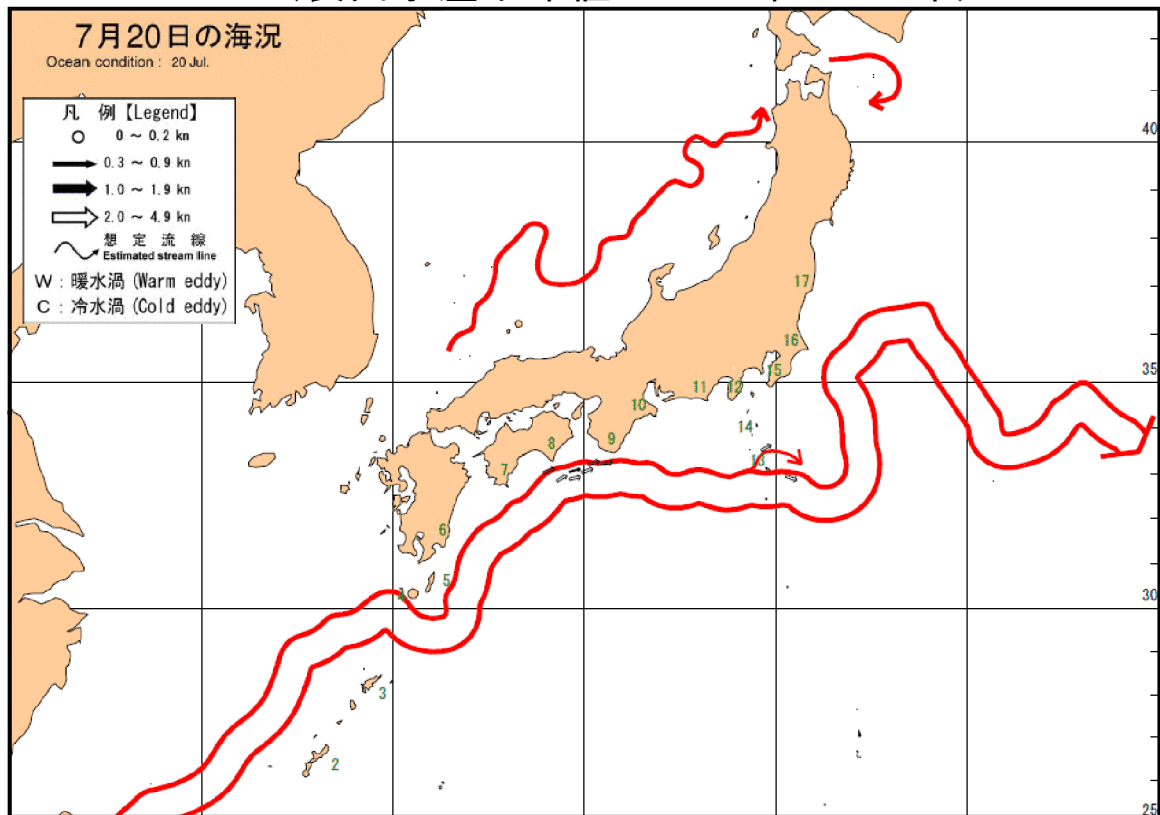 7月20日の海況
Ocean condition : 20 Jul.
凡 例【Legend】
0 ～ 0.2 kn
0.3 ～ 0.9 kn
1.0 ～ 1.9 kn
2.0 ～ 4.9 kn
想 定 流 線
Estimated stream line
W : 暖水渦 (Warm eddy)
C : 冷水渦 (Cold eddy)
40
17
16
35
15
12
11
10
14
9
8
13
7
6
5
30
3
2
25